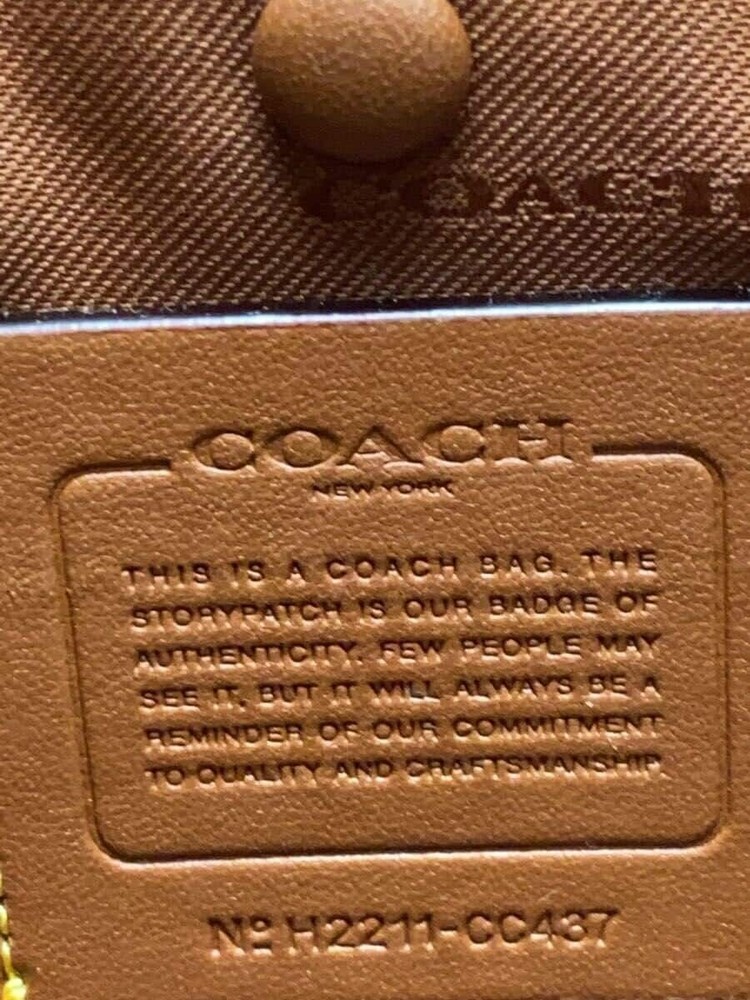 COACH
COACH
NEW YORK
THIS IS A COACH BAG. THE
STORYPATCH IS OUR BADGE OF
AUTHENTICITY. FEW PEOPLE MAY
SEE IT, BUT IT WILL ALWAYS BE A
REMINDER OF OUR COMMITMENT
TO QUALITY AND CRAFTSMANSHIP.
Nº H2211-CC437